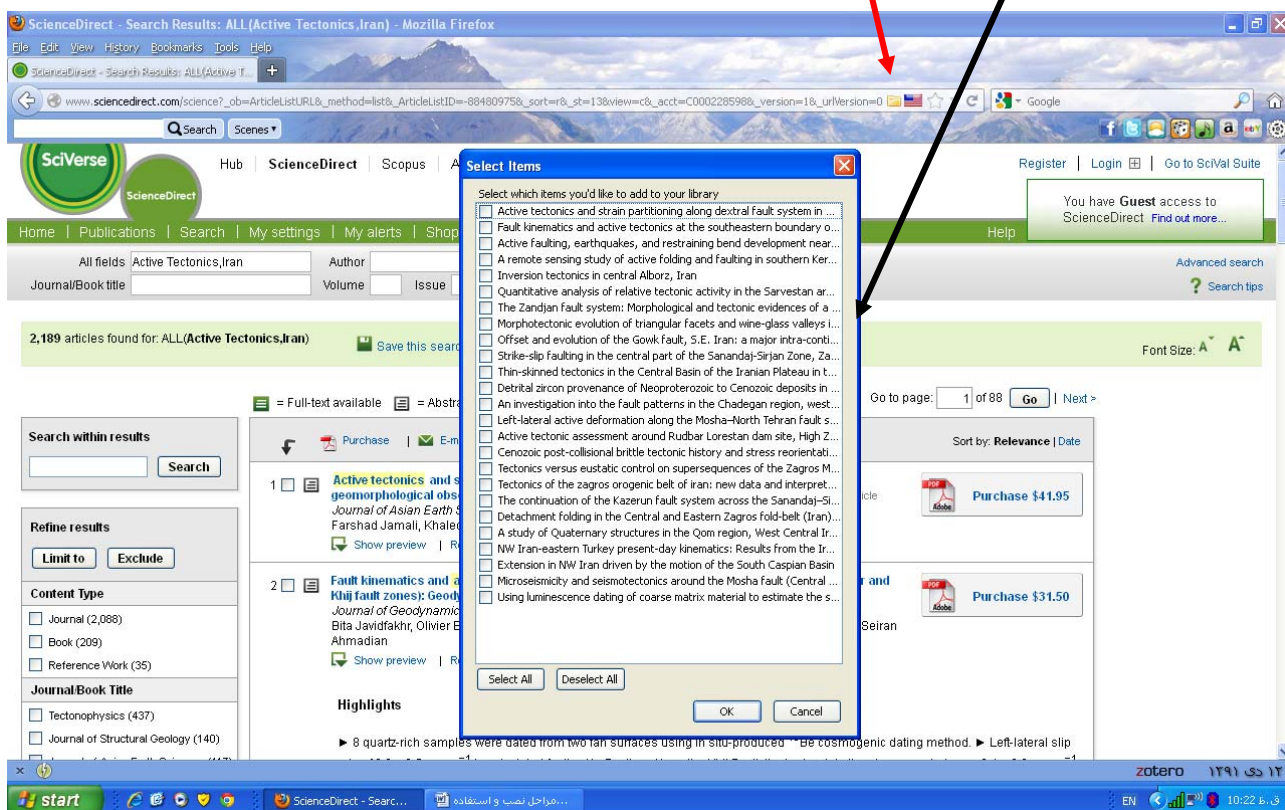 ScienceDirect - Search Results: ALL(Active Tectonics,Iran) - Mozilla Firefox
File Edit View History Bookmarks Tools Help
ScienceDirect - Search Results: ALL(Active T...
www.sciencedirect.com/science?_ob=ArticleListURL&_method=list&_ArticleListID=-88480975&_sort=r&_st=13&view=c&_acct=C000228598&_version=1&_urlVersion=0
Google
Search Scenes
SciVerse
ScienceDirect
Hub | ScienceDirect | Scopus | A
Register | Login | Go to SciVal Suite
You have Guest access to
ScienceDirect Find out more...
Home | Publications | Search | My settings | My alerts | Shop
Help
All fields Active Tectonics,Iran Author
Advanced search
Journal/Book title Volume Issue
? Search tips
2,189 articles found for: ALL(Active Tectonics,Iran)
Save this searc
Font Size: A A
= Full-text available = Abstra
Go to page: 1 of 88 Go | Next >
Search within results
Search
Purchase | E-m
Sort by: Relevance | Date
1
Active tectonics and s
geomorphological obs
icle
Journal of Asian Earth S
Farshad Jamali, Khaled
Show preview | R
PDF Adobe Purchase $41.95
Refine results
Limit to Exclude
Content Type
Journal (2,088)
Book (209)
Reference Work (35)
Journal/Book Title
Tectonophysics (437)
Journal of Structural Geology (140)
2
Fault kinematics and a
r and
Khij fault zones): Geody
Journal of Geodynamic
Bita Javidfakhr, Olivier B
Seiran
Ahmadian
Show preview | R
PDF Adobe Purchase $31.50
Highlights
► 8 quartz-rich samples were dated from two fan surfaces using in situ-produced Be cosmogenic dating method. ► Left-lateral slip
Select Items
Select which items you'd like to add to your library
Active tectonics and strain partitioning along dextral fault system in ...
Fault kinematics and active tectonics at the southeastern boundary o...
Active faulting, earthquakes, and restraining bend development near...
A remote sensing study of active folding and faulting in southern Ker...
Inversion tectonics in central Alborz, Iran
Quantitative analysis of relative tectonic activity in the Sarvestan ar...
The Zandjan fault system: Morphological and tectonic evidences of a ...
Morphotectonic evolution of triangular facets and wine-glass valleys i...
Offset and evolution of the Gowk fault, S.E. Iran: a major intra-conti...
Strike-slip faulting in the central part of the Sanandaj-Sirjan Zone, Za...
Thin-skinned tectonics in the Central Basin of the Iranian Plateau in t...
Detrital zircon provenance of Neoproterozoic to Cenozoic deposits in ...
An investigation into the fault patterns in the Chadegan region, west...
Left-lateral active deformation along the Mosha–North Tehran fault s...
Active tectonic assessment around Rudbar Lorestan dam site, High Z...
Cenozoic post-collisional brittle tectonic history and stress reorientati...
Tectonics versus eustatic control on supersequences of the Zagros M...
Tectonics of the zagros orogenic belt of iran: new data and interpret...
The continuation of the Kazerun fault system across the Sanandaj–Si...
Detachment folding in the Central and Eastern Zagros fold-belt (Iran)...
A study of Quaternary structures in the Qom region, West Central Ir...
NW Iran-eastern Turkey present-day kinematics: Results from the Ir...
Extension in NW Iran driven by the motion of the South Caspian Basin
Microseismicity and seismotectonics around the Mosha fault (Central ...
Using luminescence dating of coarse matrix material to estimate the s...
Select All Deselect All
OK Cancel
zotero ۱۲ دی ۱۳۹۱
start
ScienceDirect - Searc...
مراحل نصب و استفاده...
EN 10:22 ق.ظ